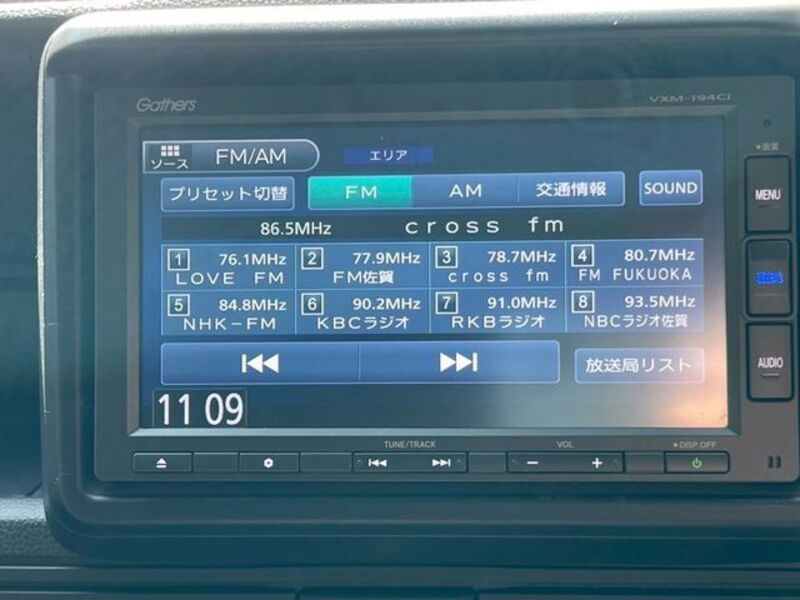 Gathers VXM-194Ci
ソース FM/AM エリア
プリセット切替 FM AM 交通情報 SOUND
86.5MHz cross fm
1 76.1MHz 2 77.9MHz 3 78.7MHz 4 80.7MHz
LOVE FM FM佐賀 cross fm FM FUKUOKA
5 84.8MHz 6 90.2MHz 7 91.0MHz 8 93.5MHz
NHK-FM KBCラジオ RKBラジオ NBCラジオ佐賀
放送局リスト
11 09
画質
MENU
現在地
AUDIO
TUNE/TRACK VOL DISP.OFF